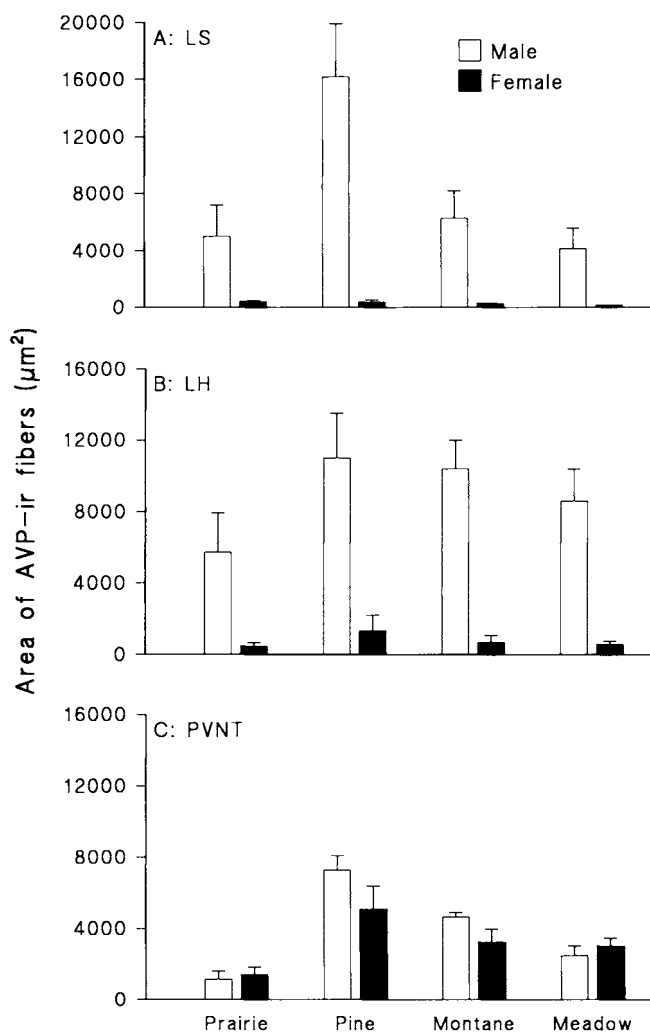 A: LS
Male
Female
20000
16000
12000
8000
4000
0
B: LH
16000
12000
8000
4000
0
Area of AVP-ir fibers (µm²)
C: PVNT
16000
12000
8000
4000
0
Prairie Pine Montane Meadow